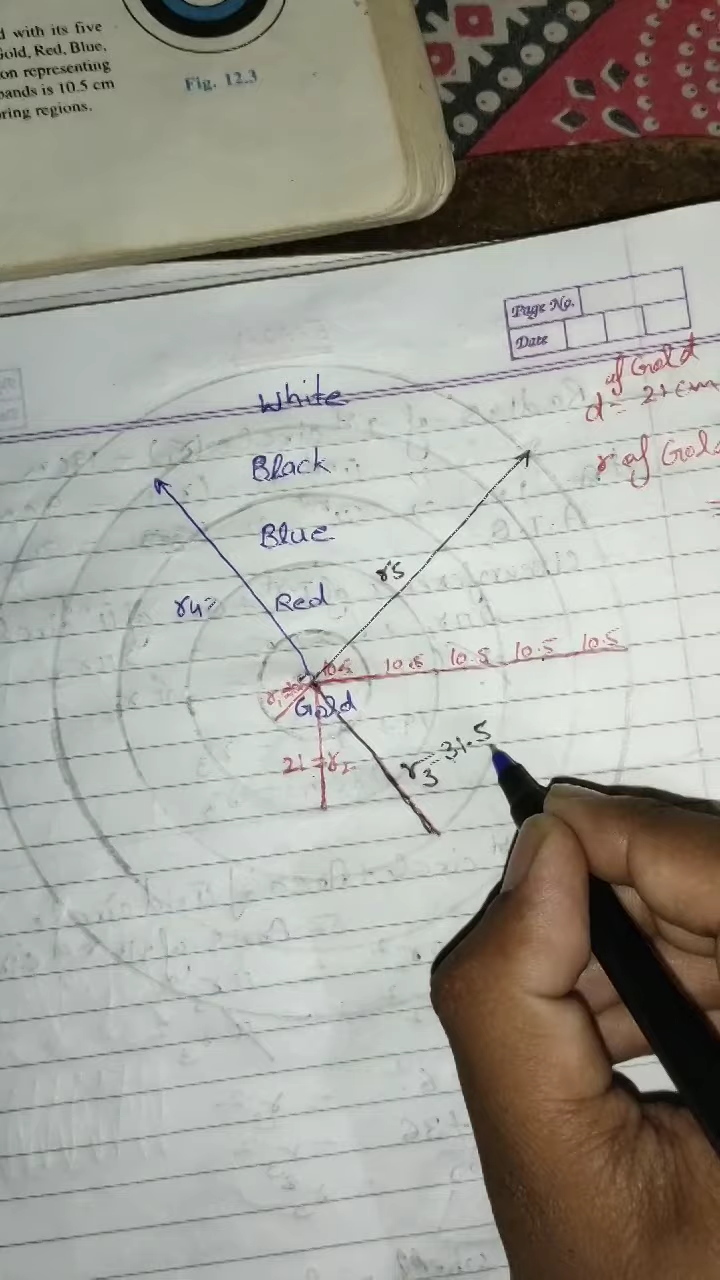 d with its five
Gold, Red, Blue,
on representing
bands is 10.5 cm
ring regions.
Fig. 12.3
Page No.
Date
of Gold
d = 21 cm
r of Gold
White
Black
Blue
Red
r4=
r5
10.5 10.5 10.5 10.5 10.5
Gold
21 = r2
r3 = 31.5